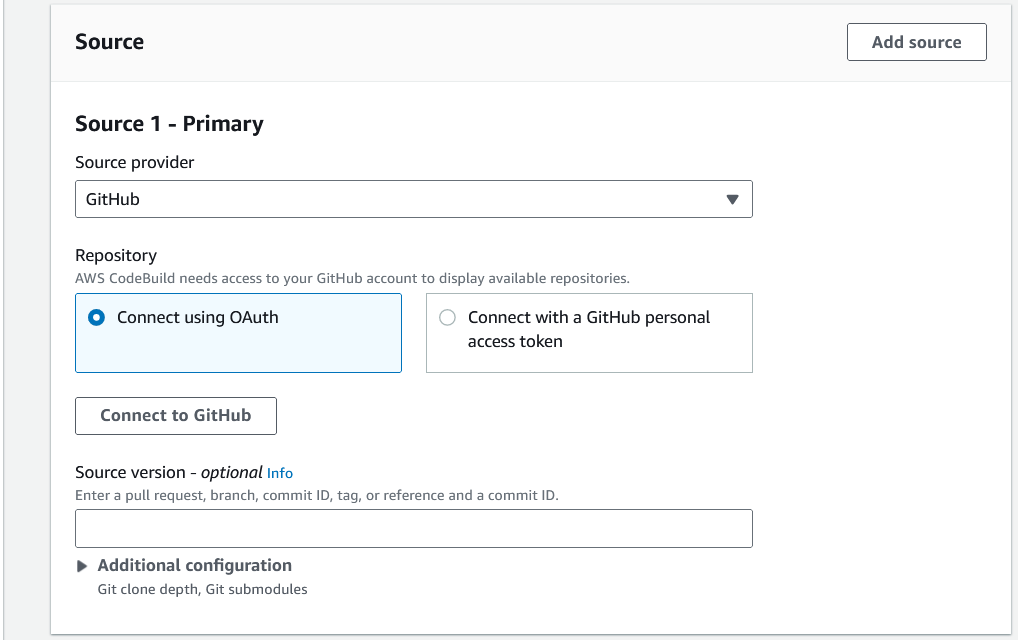 Source
Add source
Source 1 - Primary
Source provider
GitHub
Repository
AWS CodeBuild needs access to your GitHub account to display available repositories.
Connect using OAuth
Connect with a GitHub personal
access token
Connect to GitHub
Source version - optional Info
Enter a pull request, branch, commit ID, tag, or reference and a commit ID.
Additional configuration
Git clone depth, Git submodules